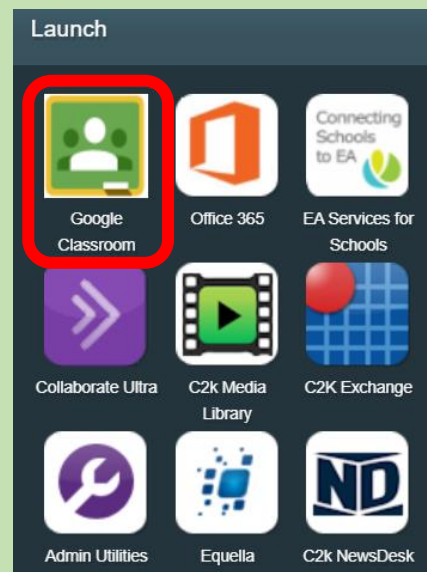 Launch
Connecting
Schools
to EA
Google
Classroom
Office 365
EA Services for
Schools
Collaborate Ultra
C2k Media
Library
C2K Exchange
ND
Admin Utilities
Equella
C2k NewsDesk